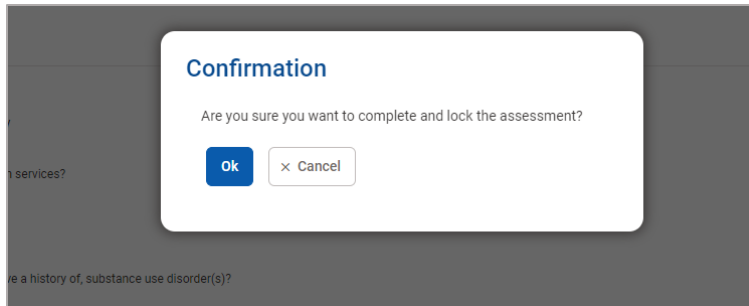 Confirmation
Are you sure you want to complete and lock the assessment?
Ok
× Cancel
services?
a history of, substance use disorder(s)?